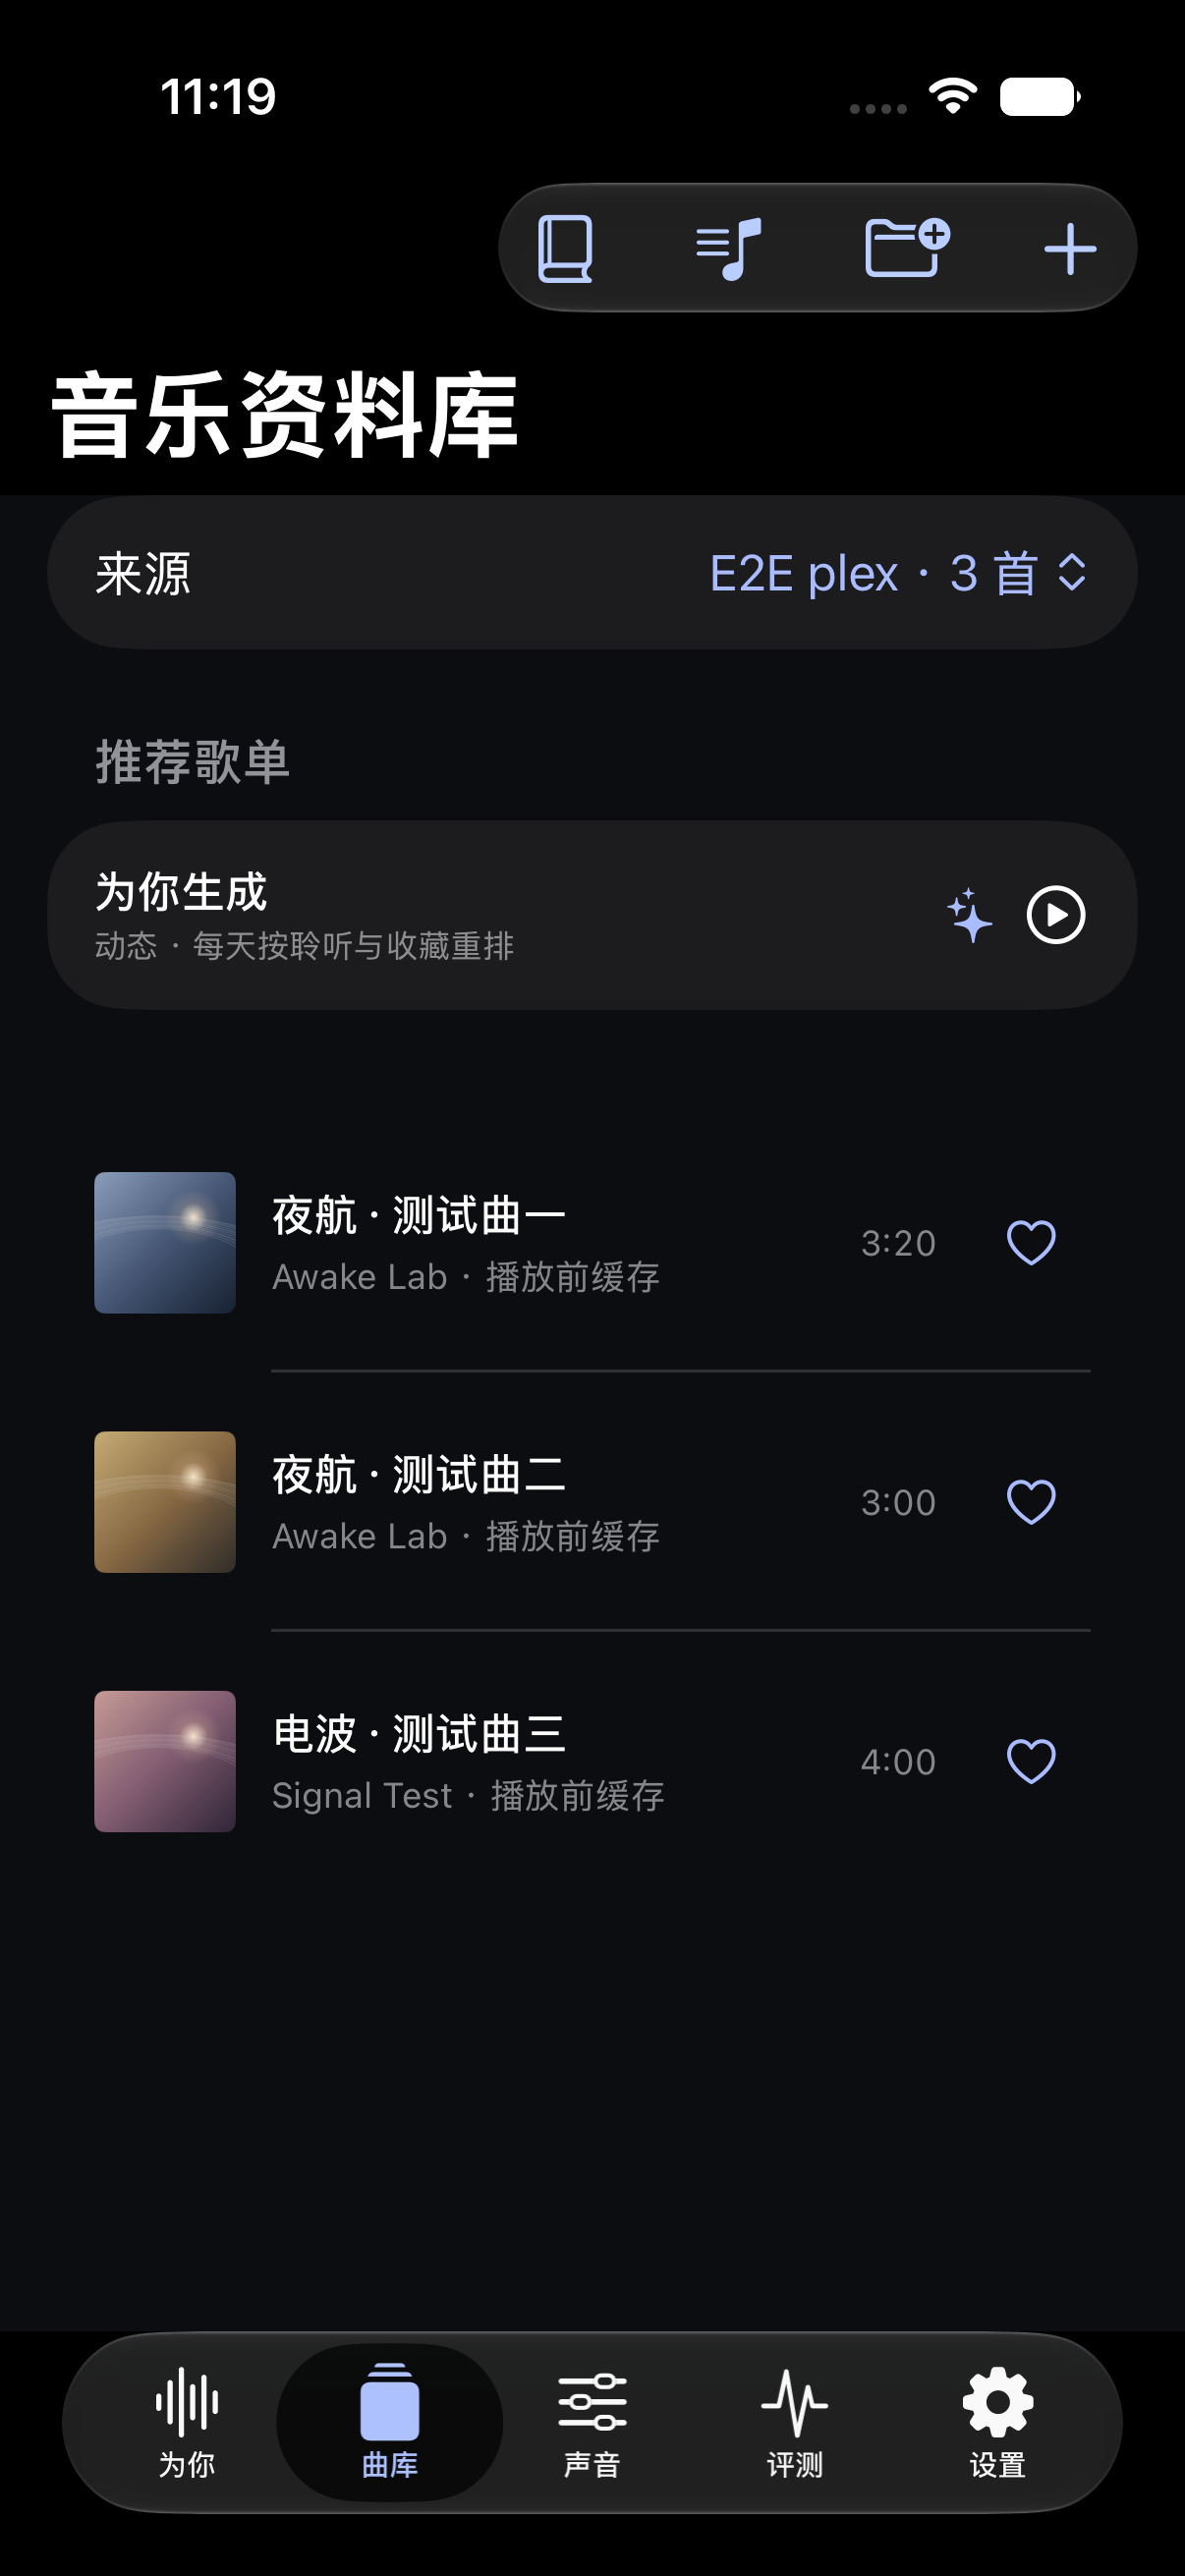 11:19
音乐资料库
来源
E2E plex · 3 首
推荐歌单
为你生成
动态 · 每天按聆听与收藏重排
夜航 · 测试曲一
Awake Lab · 播放前缓存
3:20
夜航 · 测试曲二
Awake Lab · 播放前缓存
3:00
电波 · 测试曲三
Signal Test · 播放前缓存
4:00
为你
曲库
声音
评测
设置